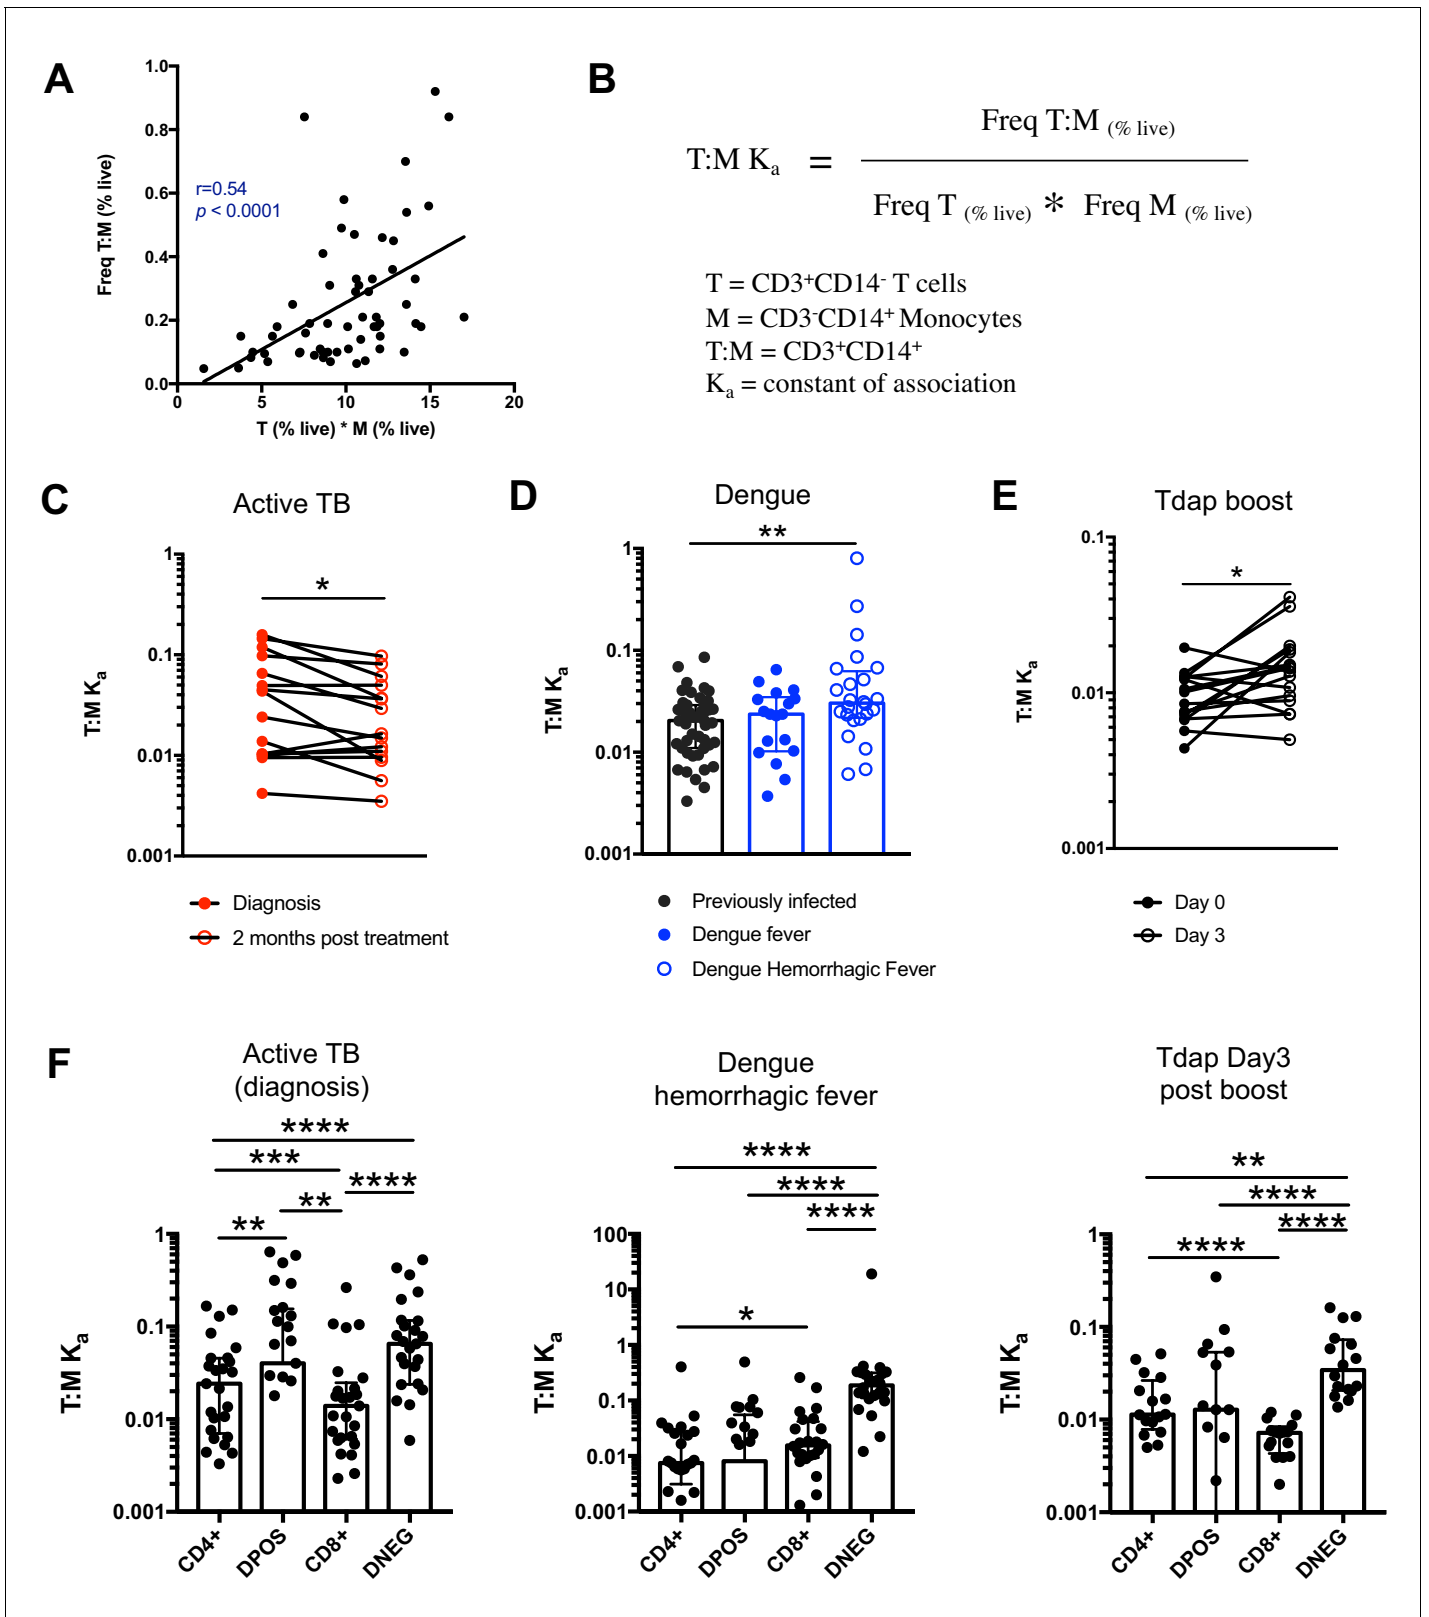 A
1.0
0.8
0.6
0.4
0.2
0.0
0
5
10
15
20
r=0.54
p < 0.0001
Freq T:M (% live)
T (% live) * M (% live)
B
T:M Ka = Freq T:M (% live)
Freq T (% live) * Freq M (% live)
T = CD3+CD14- T cells
M = CD3-CD14+ Monocytes
T:M = CD3+CD14+
Ka = constant of association
C
Active TB
*
1
0.1
0.01
0.001
T:M Ka
Diagnosis
2 months post treatment
D
Dengue
**
1
0.1
0.01
0.001
T:M Ka
Previously infected
Dengue fever
Dengue Hemorrhagic Fever
E
Tdap boost
*
0.1
0.01
0.001
T:M Ka
Day 0
Day 3
F
Active TB
(diagnosis)
****
***
****
**
**
1
0.1
0.01
0.001
T:M Ka
CD4+
DPOS
CD8+
DNEG
Dengue
hemorrhagic fever
****
****
****
*
100
10
1
0.1
0.01
0.001
T:M Ka
CD4+
DPOS
CD8+
DNEG
Tdap Day3
post boost
**
****
****
****
1
0.1
0.01
0.001
T:M Ka
CD4+
DPOS
CD8+
DNEG